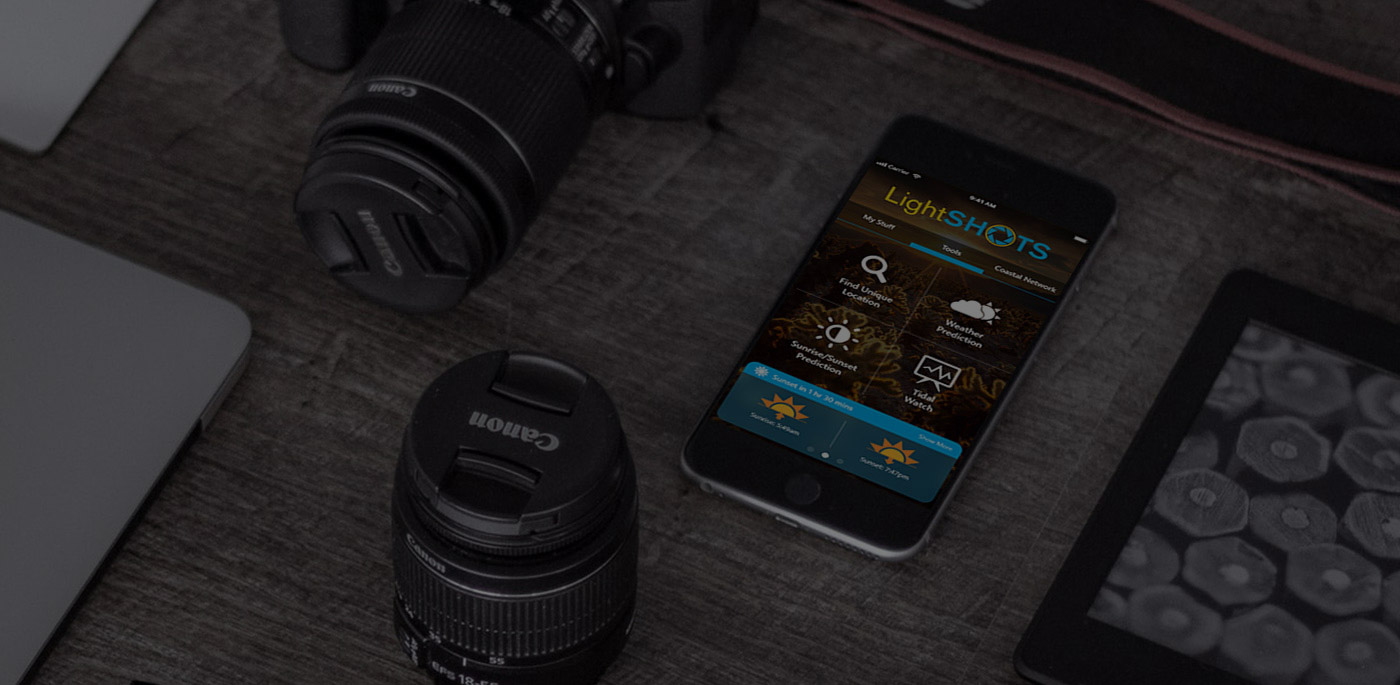 Canon
Canon
Carrier
9:41 AM
LightSHOTS
My Stuff
Tools
Coastal Network
Find Unique
Location
Weather
Prediction
Sunrise/Sunset
Prediction
Tidal
Watch
Sunset in 1 hr 30 mins
Show More
Sunrise: 5:49am
Sunset: 7:47pm
Canon
Canon
55
EFS 18-55